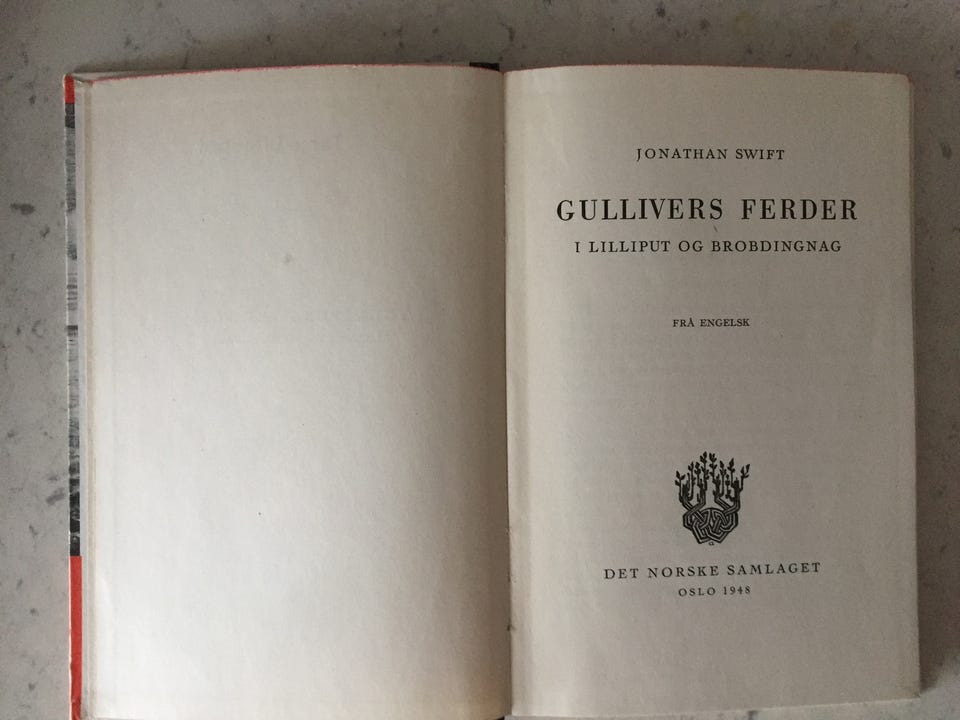 JONATHAN SWIFT
GULLIVERS FERDER
I LILLIPUT OG BROBDINGNAG
FRÅ ENGELSK
DET NORSKE SAMLAGET
OSLO 1948